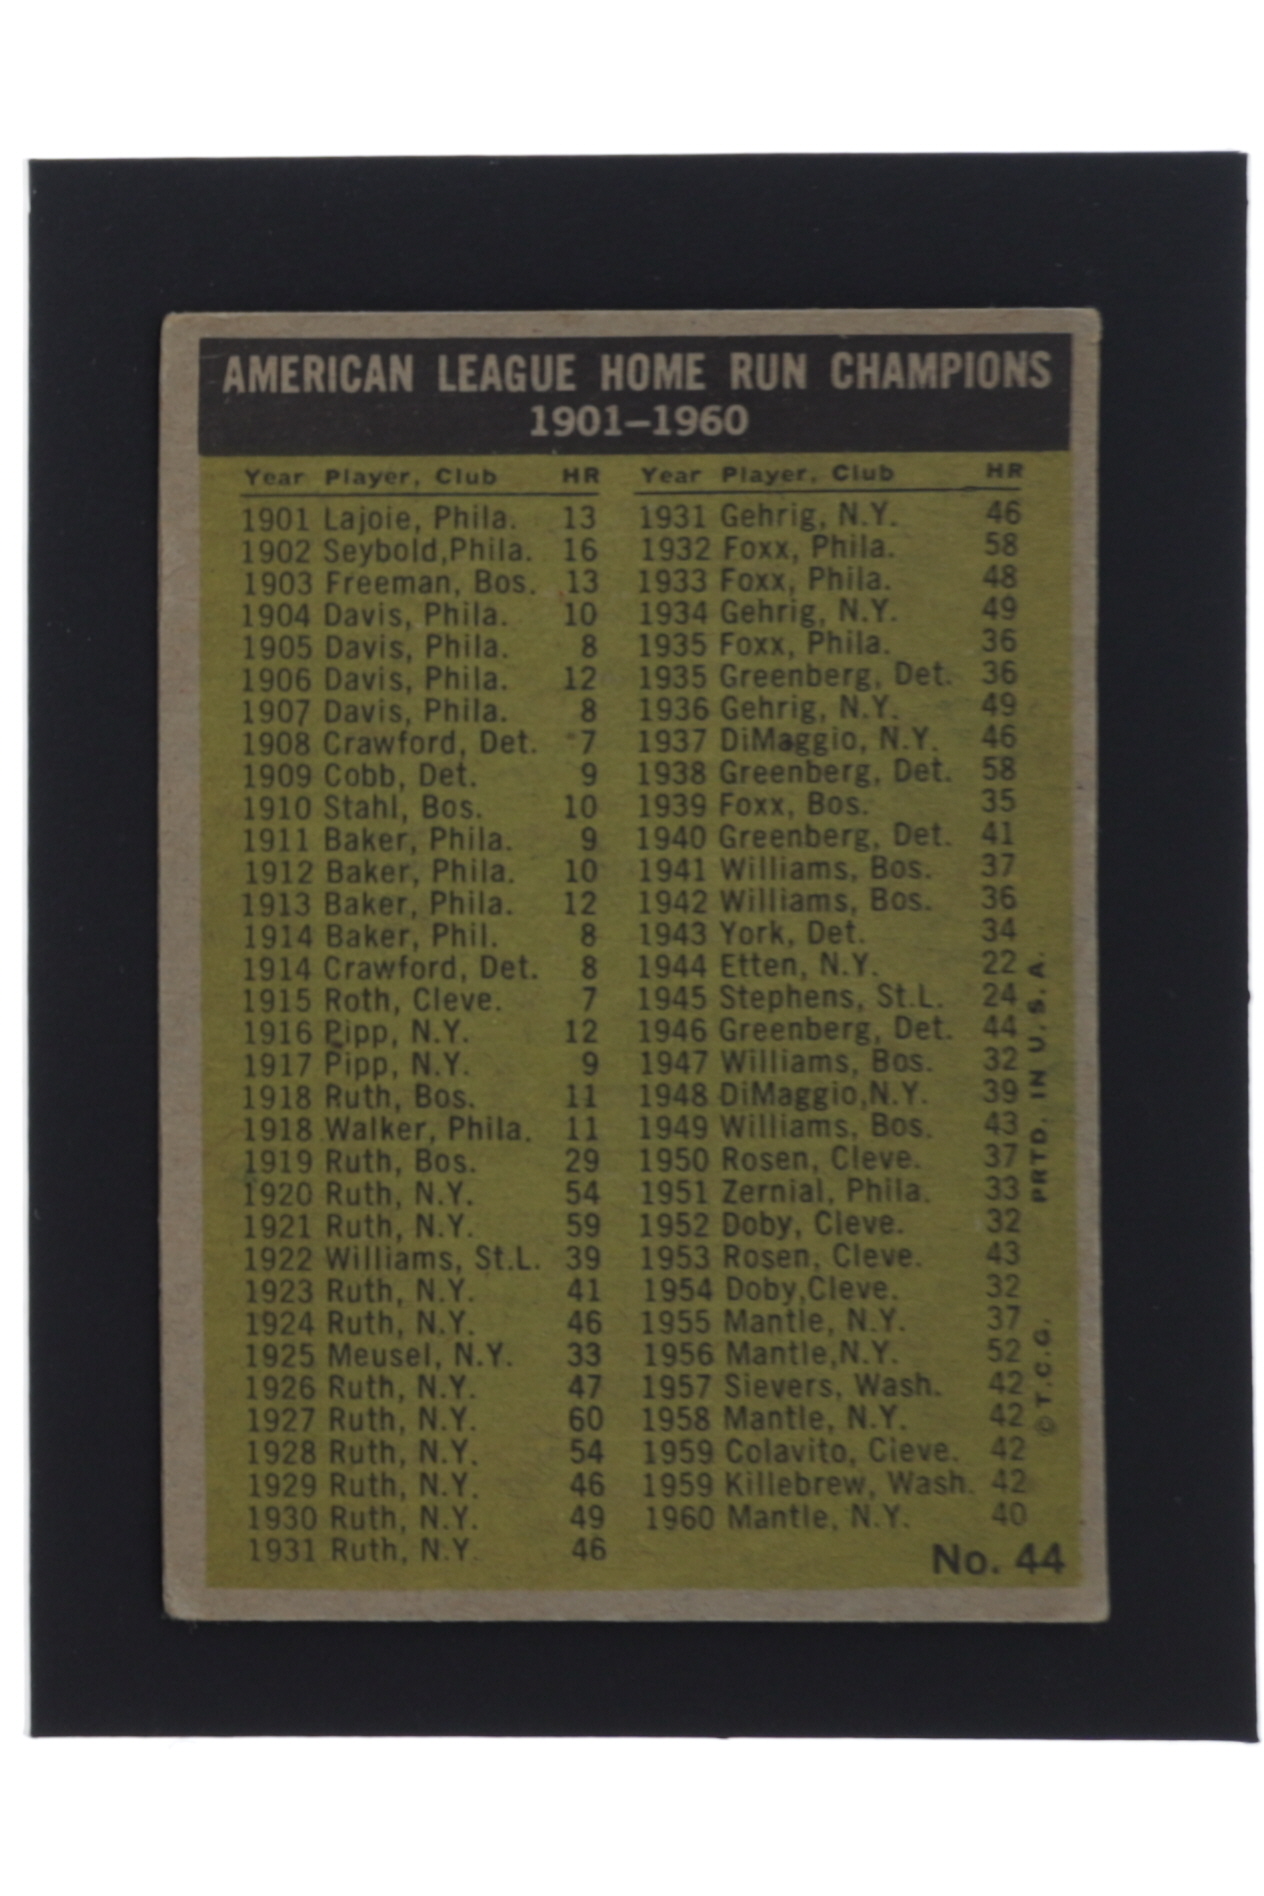 AMERICAN LEAGUE HOME RUN CHAMPIONS
1901–1960
Year Player, Club HR
1901 Lajoie, Phila. 13
1902 Seybold,Phila. 16
1903 Freeman, Bos. 13
1904 Davis, Phila. 10
1905 Davis, Phila. 8
1906 Davis, Phila. 12
1907 Davis, Phila. 8
1908 Crawford, Det. 7
1909 Cobb, Det. 9
1910 Stahl, Bos. 10
1911 Baker, Phila. 9
1912 Baker, Phila. 10
1913 Baker, Phila. 12
1914 Baker, Phil. 8
1914 Crawford, Det. 8
1915 Roth, Cleve. 7
1916 Pipp, N.Y. 12
1917 Pipp, N.Y. 9
1918 Ruth, Bos. 11
1918 Walker, Phila. 11
1919 Ruth, Bos. 29
1920 Ruth, N.Y. 54
1921 Ruth, N.Y. 59
1922 Williams, St.L. 39
1923 Ruth, N.Y. 41
1924 Ruth, N.Y. 46
1925 Meusel, N.Y. 33
1926 Ruth, N.Y. 47
1927 Ruth, N.Y. 60
1928 Ruth, N.Y. 54
1929 Ruth, N.Y. 46
1930 Ruth, N.Y. 49
1931 Ruth, N.Y. 46
Year Player, Club HR
1931 Gehrig, N.Y. 46
1932 Foxx, Phila. 58
1933 Foxx, Phila. 48
1934 Gehrig, N.Y. 49
1935 Foxx, Phila. 36
1935 Greenberg, Det. 36
1936 Gehrig, N.Y. 49
1937 DiMaggio, N.Y. 46
1938 Greenberg, Det. 58
1939 Foxx, Bos. 35
1940 Greenberg, Det. 41
1941 Williams, Bos. 37
1942 Williams, Bos. 36
1943 York, Det. 34
1944 Etten, N.Y. 22
1945 Stephens, St.L. 24
1946 Greenberg, Det. 44
1947 Williams, Bos. 32
1948 DiMaggio,N.Y. 39
1949 Williams, Bos. 43
1950 Rosen, Cleve. 37
1951 Zernial, Phila. 33
1952 Doby, Cleve. 32
1953 Rosen, Cleve. 43
1954 Doby,Cleve. 32
1955 Mantle, N.Y. 37
1956 Mantle,N.Y. 52
1957 Sievers, Wash. 42
1958 Mantle, N.Y. 42
1959 Colavito, Cleve. 42
1959 Killebrew, Wash. 42
1960 Mantle, N.Y. 40
No. 44
© T.C.G. PRTD. IN U.S.A.